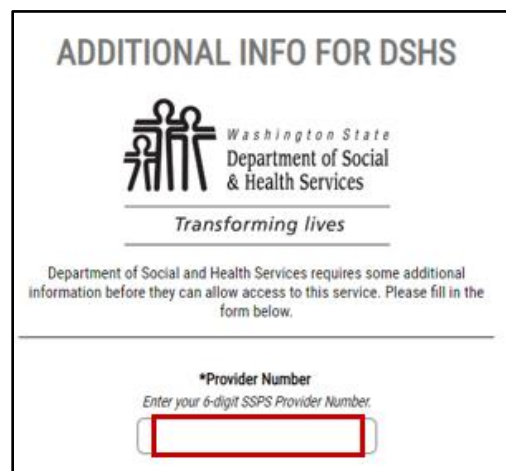 ADDITIONAL INFO FOR DSHS
Washington State
Department of Social
& Health Services
Transforming lives
Department of Social and Health Services requires some additional
information before they can allow access to this service. Please fill in the
form below.
*Provider Number
Enter your 6-digit SSPS Provider Number.